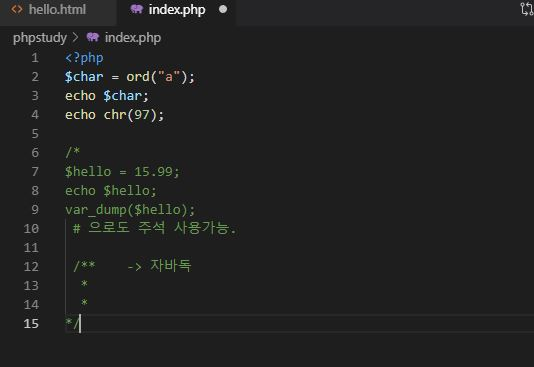 hello.html index.php
phpstudy > index.php
1 <?php
2 $char = ord("a");
3 echo $char;
4 echo chr(97);
5
6 /*
7 $hello = 15.99;
8 echo $hello;
9 var_dump($hello);
10 # 으로도 주석 사용가능.
11
12 /** -> 자바독
13 *
14 *
15 */